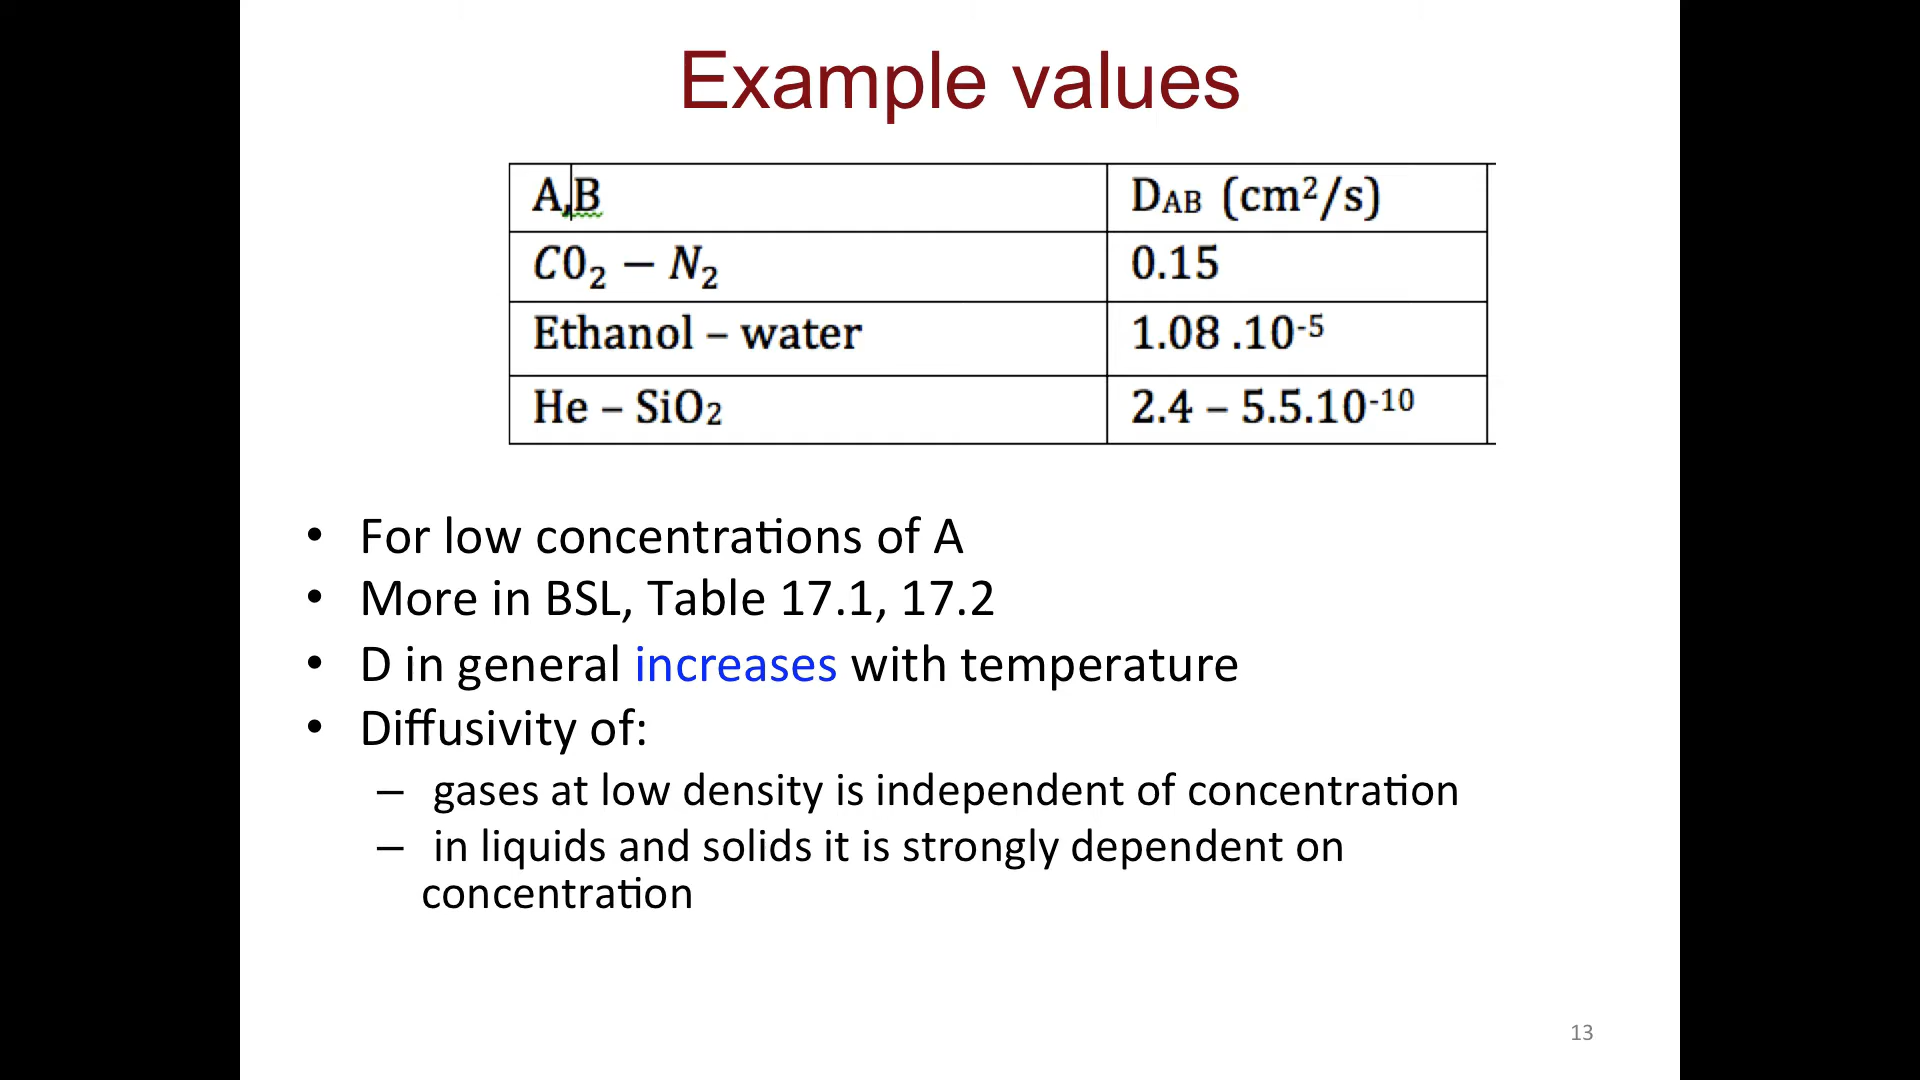 Example values
A,B D_AB (cm²/s)
C0₂ − N₂ 0.15
Ethanol – water 1.08 .10⁻⁵
He – SiO₂ 2.4 – 5.5.10⁻¹⁰
• For low concentrations of A
• More in BSL, Table 17.1, 17.2
• D in general increases with temperature
• Diffusivity of:
– gases at low density is independent of concentration
– in liquids and solids it is strongly dependent on
concentration
13